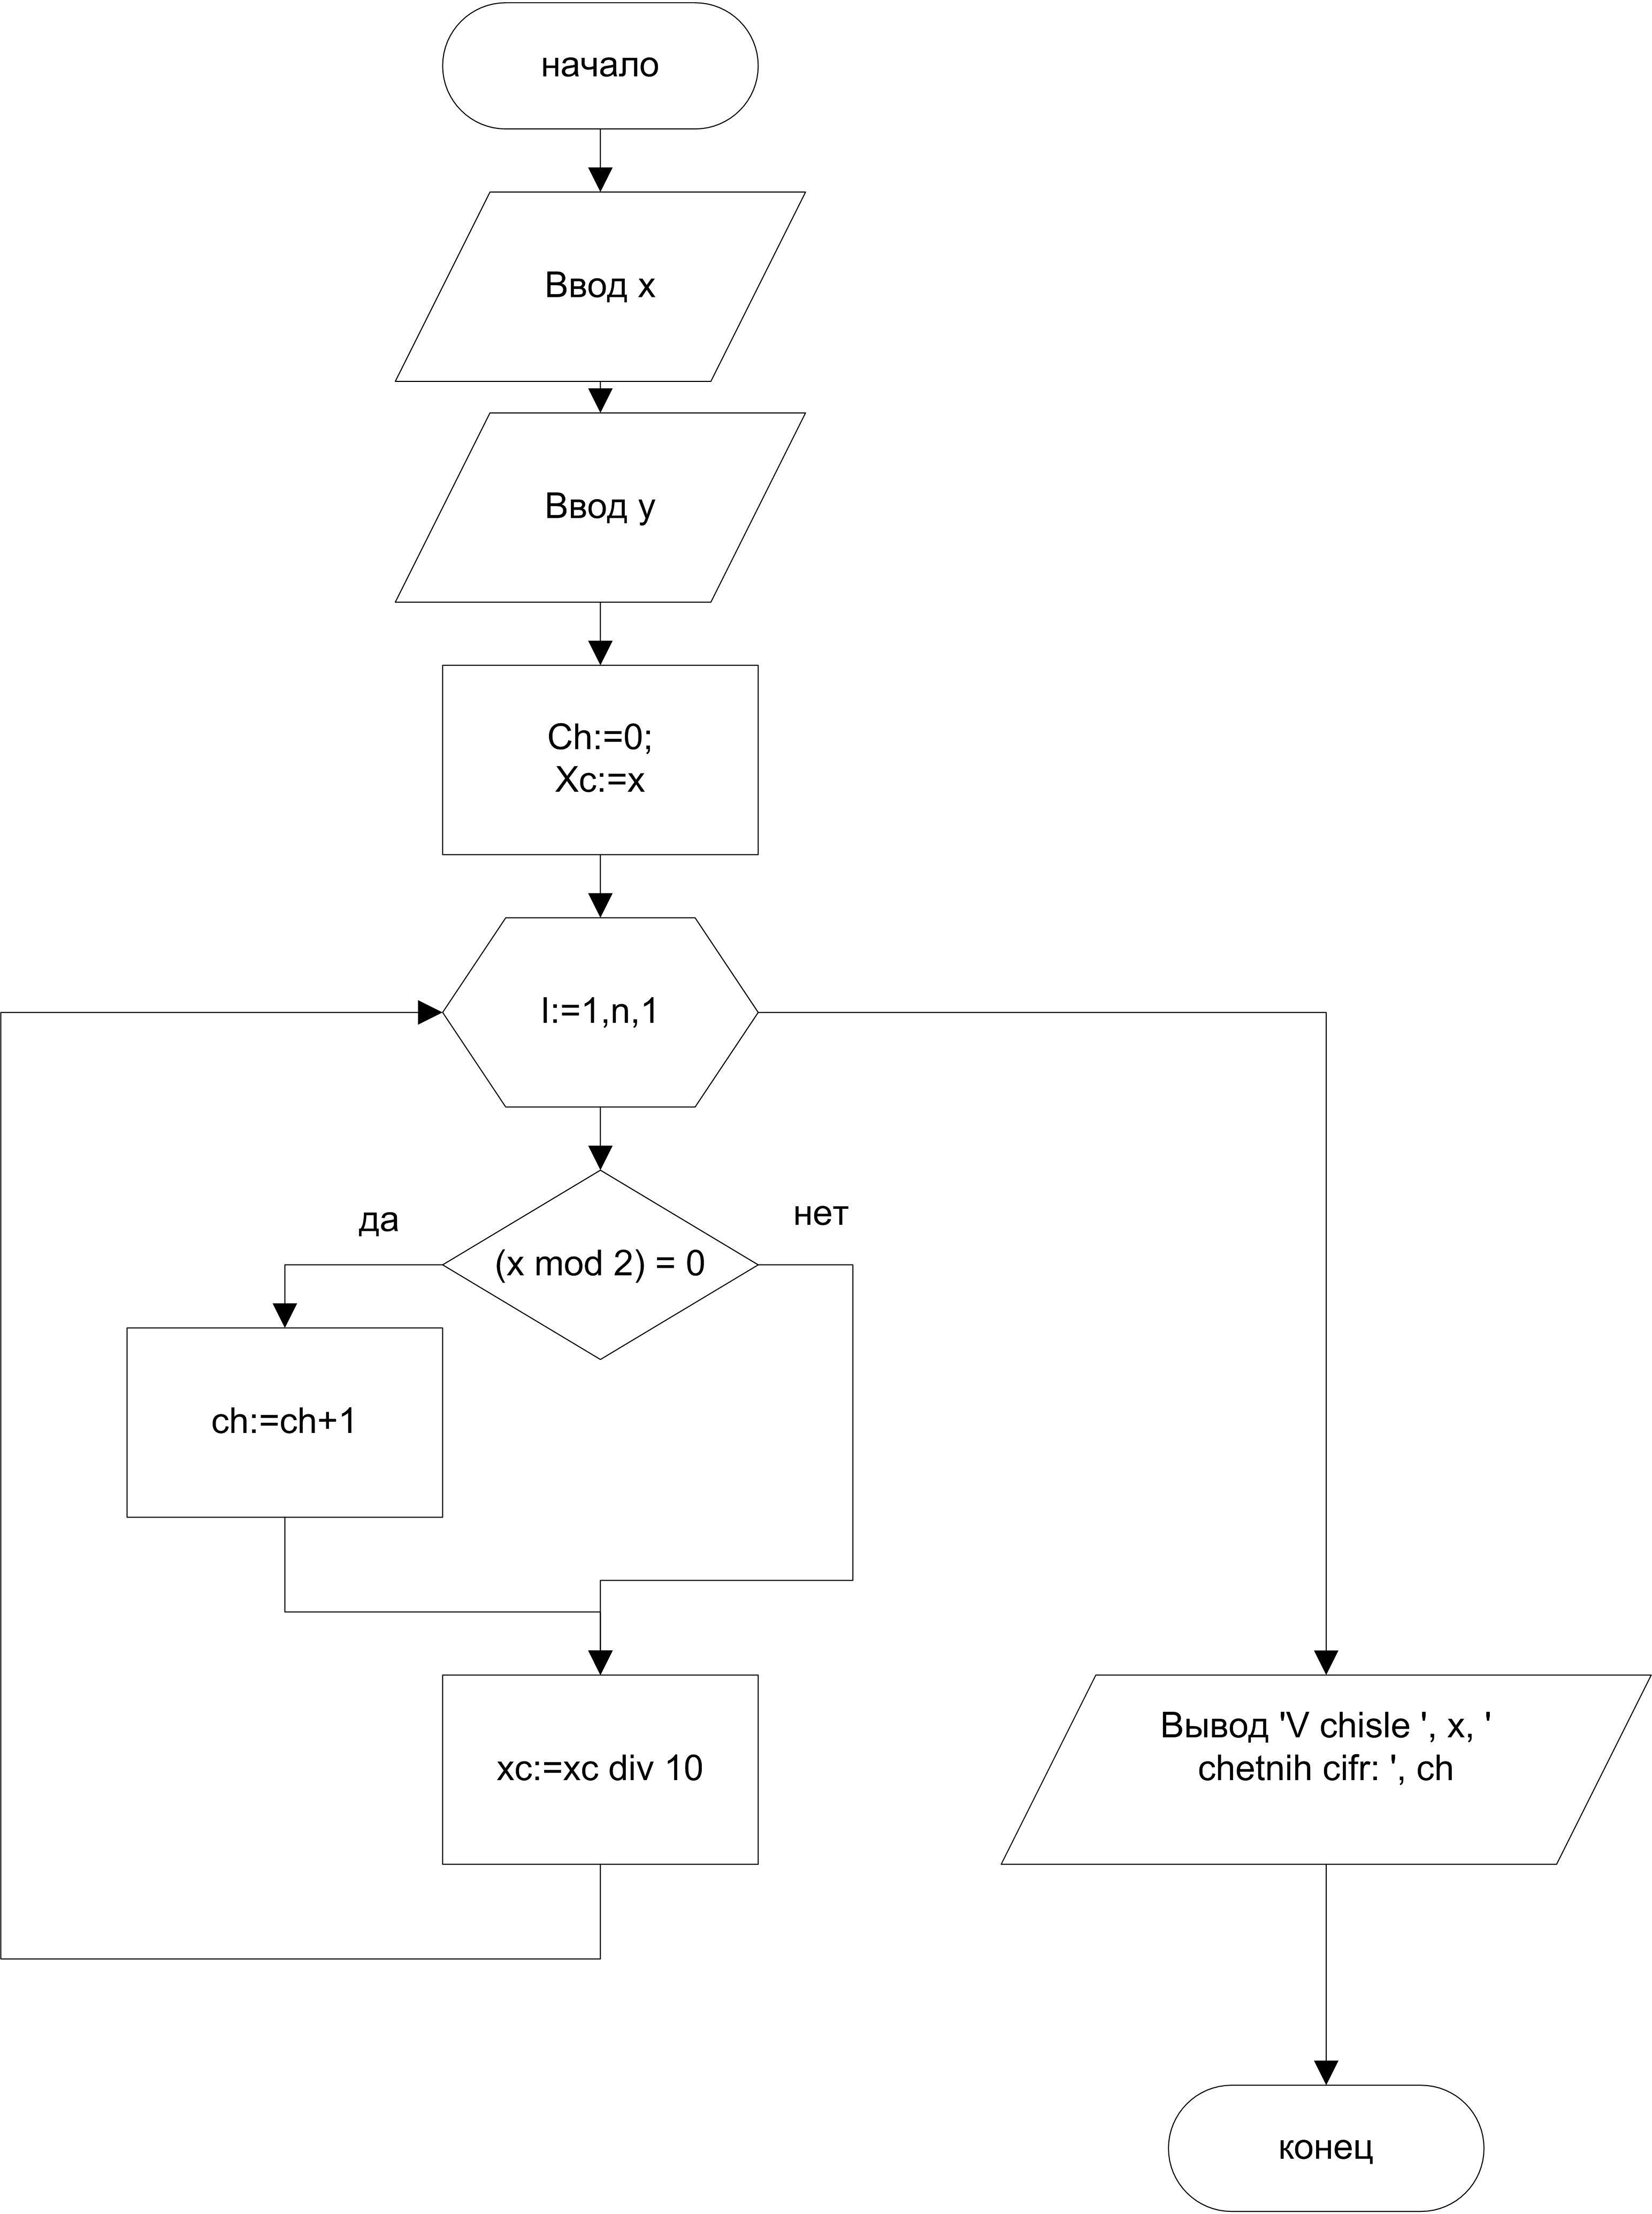 начало
Ввод x
Ввод y
Ch:=0;
Xc:=x
I:=1,n,1
да
нет
(x mod 2) = 0
ch:=ch+1
xc:=xc div 10
Вывод 'V chisle ', x, '
chetnih cifr: ', ch
конец